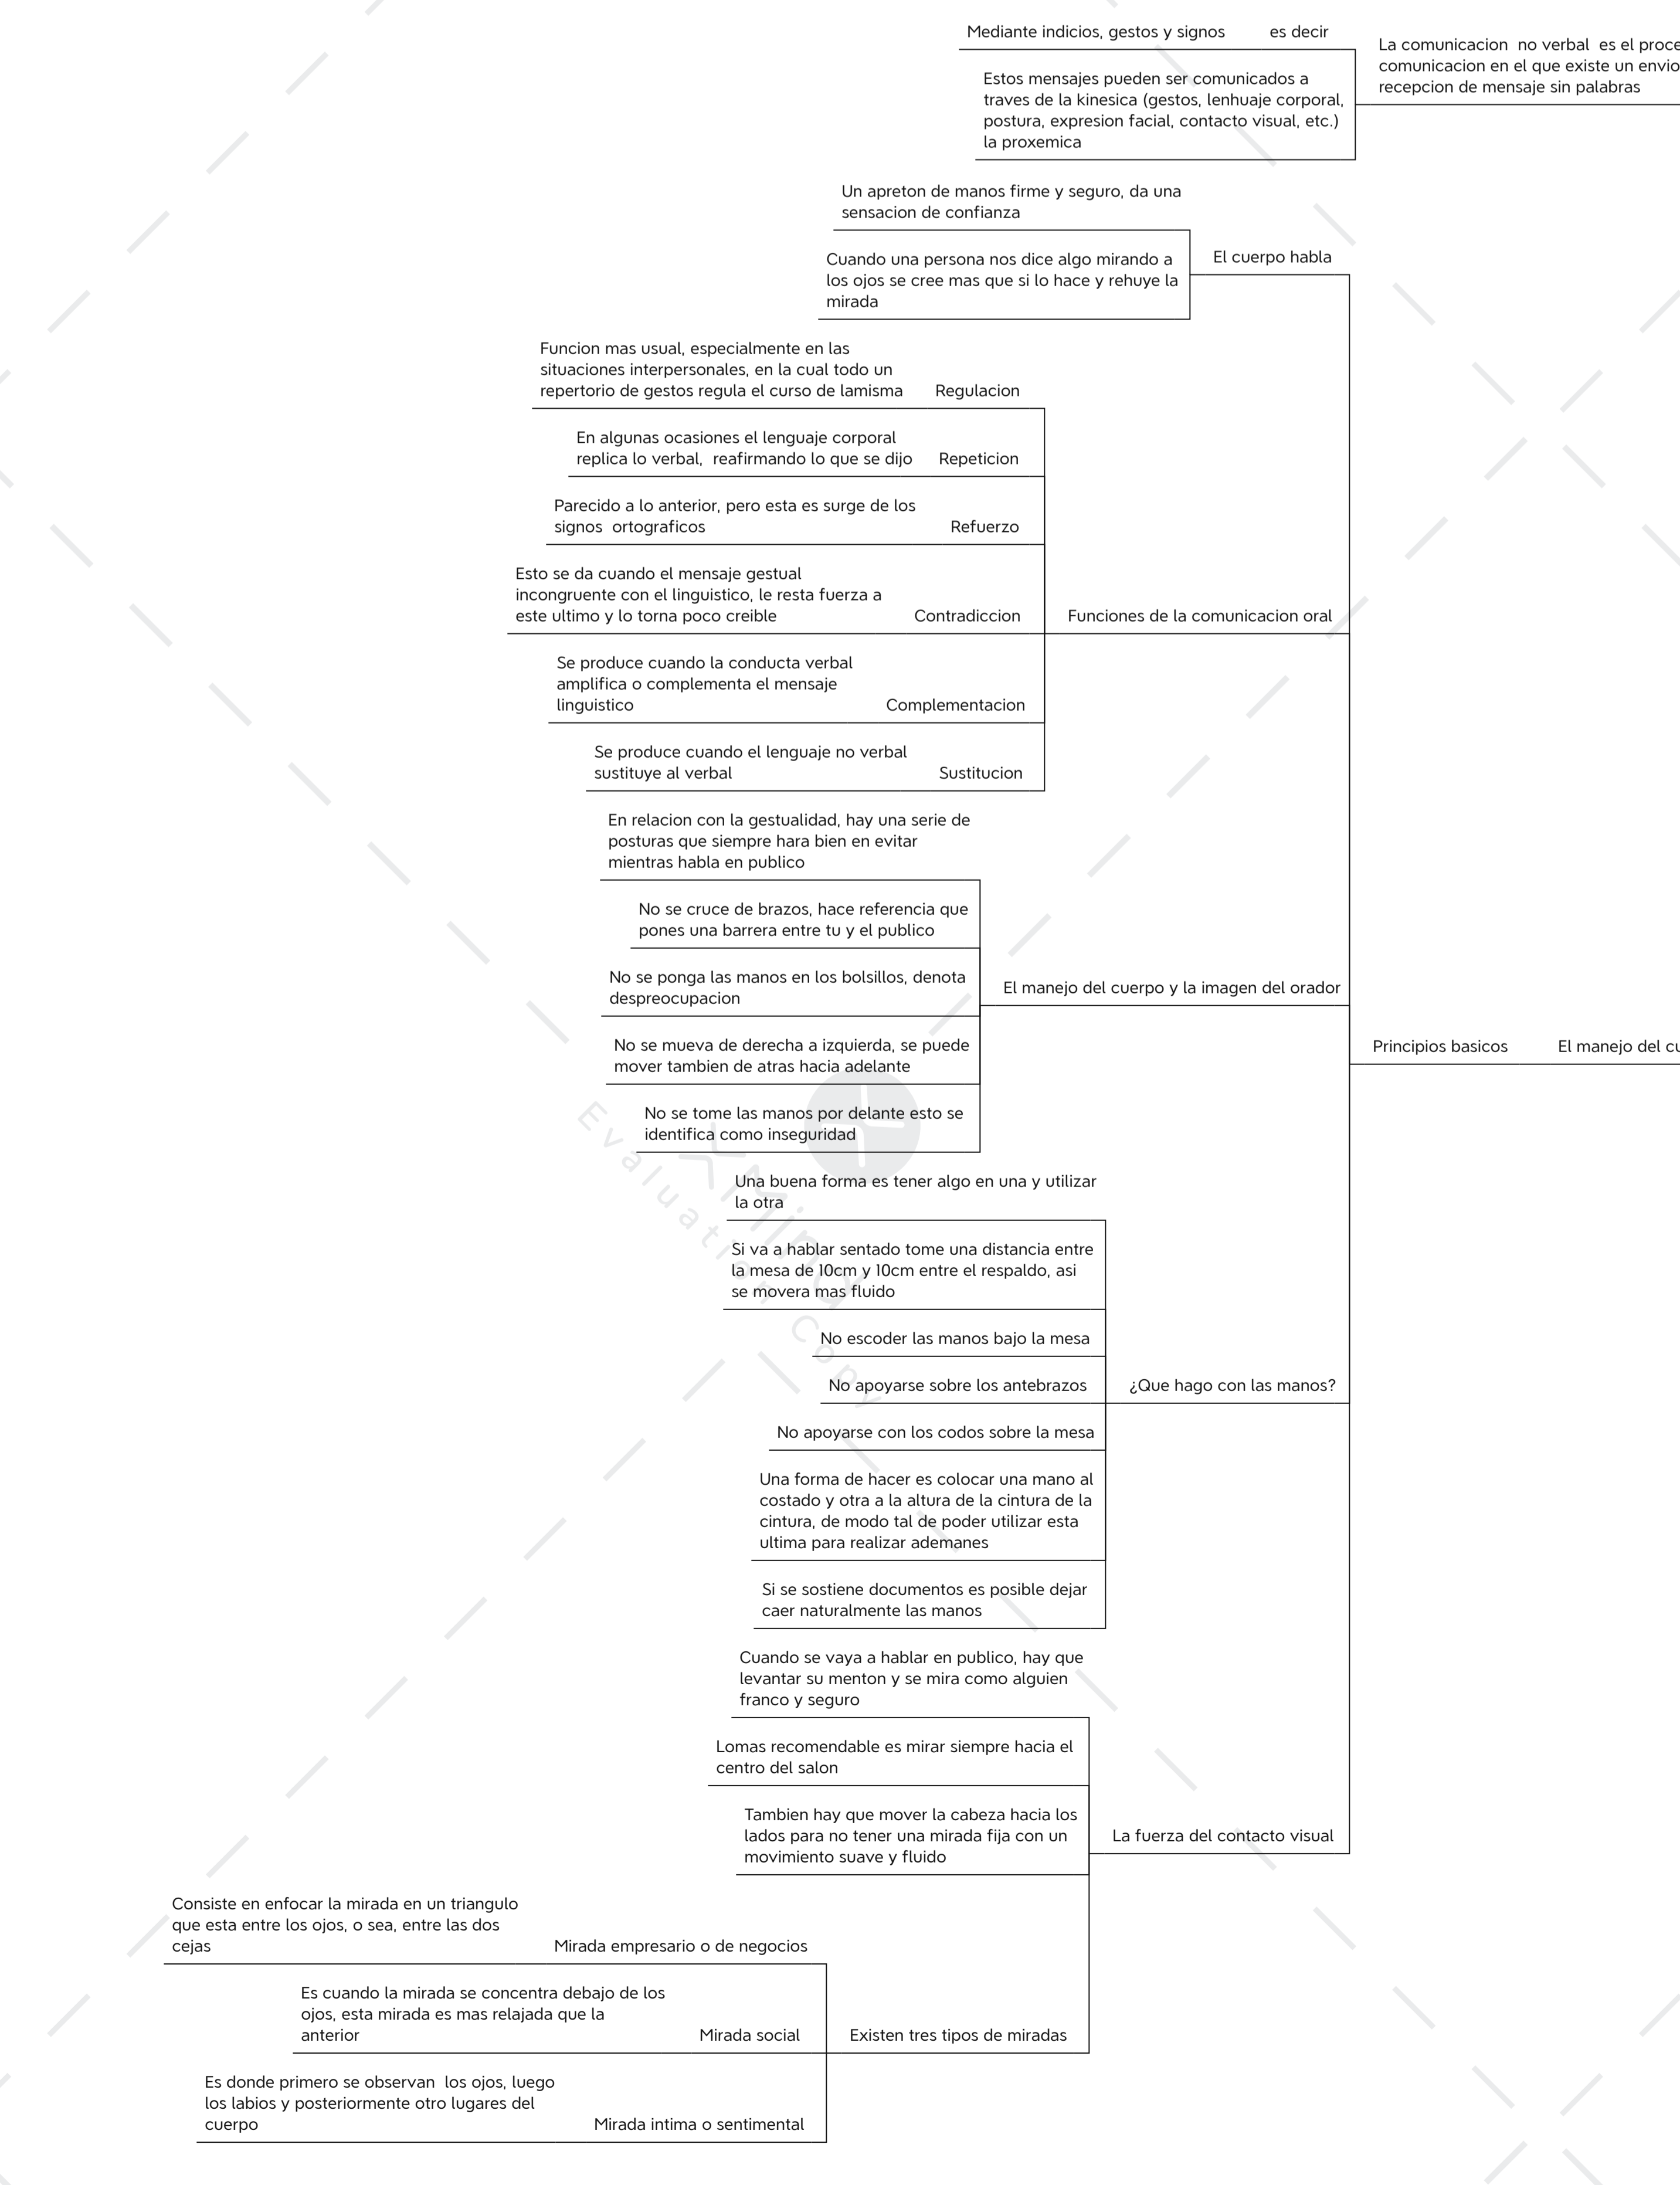 Mediante indicios, gestos y signos
es decir
La comunicacion  no verbal  es el proce
comunicacion en el que existe un envio
recepcion de mensaje sin palabras
Estos mensajes pueden ser comunicados a
traves de la kinesica (gestos, lenhuaje corporal,
postura, expresion facial, contacto visual, etc.)
la proxemica
Un apreton de manos firme y seguro, da una
sensacion de confianza
Cuando una persona nos dice algo mirando a
los ojos se cree mas que si lo hace y rehuye la
mirada
El cuerpo habla
Funcion mas usual, especialmente en las
situaciones interpersonales, en la cual todo un
repertorio de gestos regula el curso de lamisma
Regulacion
En algunas ocasiones el lenguaje corporal
replica lo verbal,  reafirmando lo que se dijo
Repeticion
Parecido a lo anterior, pero esta es surge de los
signos  ortograficos
Refuerzo
Esto se da cuando el mensaje gestual
incongruente con el linguistico, le resta fuerza a
este ultimo y lo torna poco creible
Contradiccion
Funciones de la comunicacion oral
Se produce cuando la conducta verbal
amplifica o complementa el mensaje
linguistico
Complementacion
Se produce cuando el lenguaje no verbal
sustituye al verbal
Sustitucion
En relacion con la gestualidad, hay una serie de
posturas que siempre hara bien en evitar
mientras habla en publico
No se cruce de brazos, hace referencia que
pones una barrera entre tu y el publico
No se ponga las manos en los bolsillos, denota
despreocupacion
El manejo del cuerpo y la imagen del orador
No se mueva de derecha a izquierda, se puede
mover tambien de atras hacia adelante
Principios basicos
El manejo del cu
No se tome las manos por delante esto se
identifica como inseguridad
XMind
Evaluation Copy
Una buena forma es tener algo en una y utilizar
la otra
Si va a hablar sentado tome una distancia entre
la mesa de 10cm y 10cm entre el respaldo, asi
se movera mas fluido
No escoder las manos bajo la mesa
No apoyarse sobre los antebrazos
¿Que hago con las manos?
No apoyarse con los codos sobre la mesa
Una forma de hacer es colocar una mano al
costado y otra a la altura de la cintura de la
cintura, de modo tal de poder utilizar esta
ultima para realizar ademanes
Si se sostiene documentos es posible dejar
caer naturalmente las manos
Cuando se vaya a hablar en publico, hay que
levantar su menton y se mira como alguien
franco y seguro
Lomas recomendable es mirar siempre hacia el
centro del salon
Tambien hay que mover la cabeza hacia los
lados para no tener una mirada fija con un
movimiento suave y fluido
La fuerza del contacto visual
Consiste en enfocar la mirada en un triangulo
que esta entre los ojos, o sea, entre las dos
cejas
Mirada empresario o de negocios
Es cuando la mirada se concentra debajo de los
ojos, esta mirada es mas relajada que la
anterior
Mirada social
Existen tres tipos de miradas
Es donde primero se observan  los ojos, luego
los labios y posteriormente otro lugares del
cuerpo
Mirada intima o sentimental